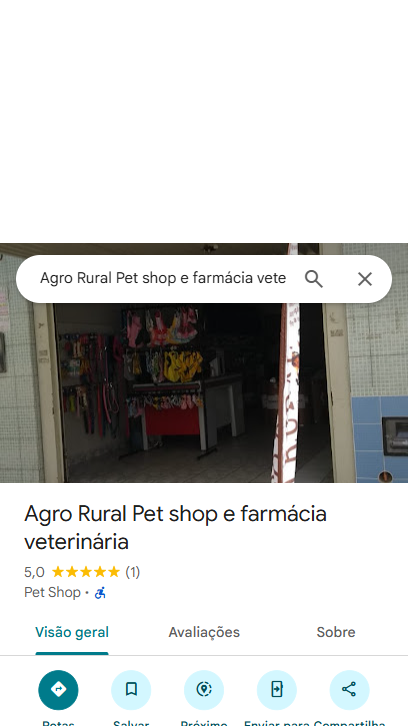 Agro Rural Pet shop e farmácia vete
Agro Rural Pet shop e farmácia
veterinária
5,0 (1)
Pet Shop ·
Visão geral Avaliações Sobre
Rotas Salvar Próximo Enviar para Compartilha